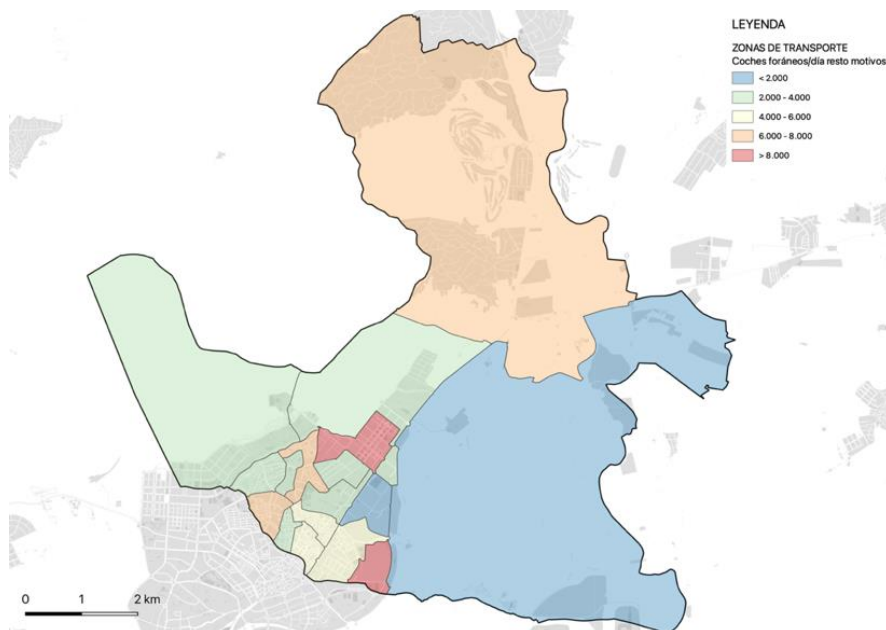 LEYENDA
ZONAS DE TRANSPORTE
Coches foráneos/día resto motivos
< 2.000
2.000 - 4.000
4.000 - 6.000
6.000 - 8.000
> 8.000
0 1 2 km